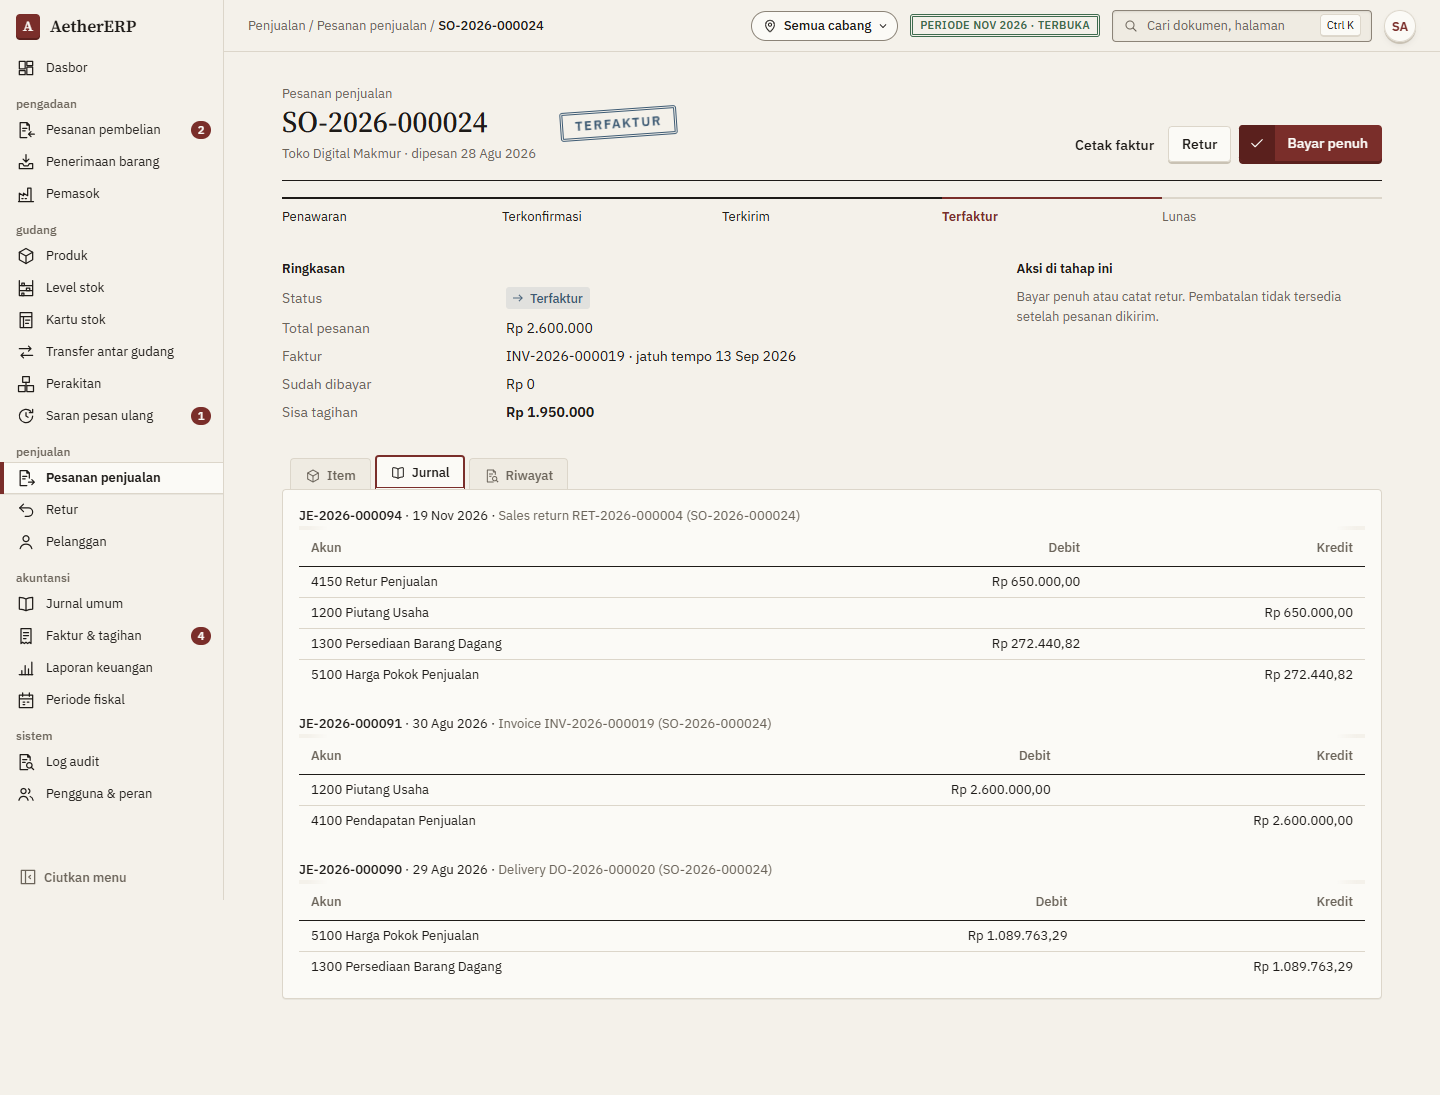 A AetherERP
Dasbor
pengadaan
Pesanan pembelian 2
Penerimaan barang
Pemasok
gudang
Produk
Level stok
Kartu stok
Transfer antar gudang
Perakitan
Saran pesan ulang 1
penjualan
Pesanan penjualan
Retur
Pelanggan
akuntansi
Jurnal umum
Faktur & tagihan 4
Laporan keuangan
Periode fiskal
sistem
Log audit
Pengguna & peran
Ciutkan menu
Penjualan / Pesanan penjualan / SO-2026-000024
Semua cabang
PERIODE NOV 2026 · TERBUKA
Cari dokumen, halaman Ctrl K
SA
Pesanan penjualan
SO-2026-000024
TERFAKTUR
Toko Digital Makmur · dipesan 28 Agu 2026
Cetak faktur
Retur
Bayar penuh
Penawaran Terkonfirmasi Terkirim Terfaktur Lunas
Ringkasan
Status Terfaktur
Total pesanan Rp 2.600.000
Faktur INV-2026-000019 · jatuh tempo 13 Sep 2026
Sudah dibayar Rp 0
Sisa tagihan Rp 1.950.000
Aksi di tahap ini
Bayar penuh atau catat retur. Pembatalan tidak tersedia
setelah pesanan dikirim.
Item Jurnal Riwayat
JE-2026-000094 · 19 Nov 2026 · Sales return RET-2026-000004 (SO-2026-000024)
Akun Debit Kredit
4150 Retur Penjualan Rp 650.000,00
1200 Piutang Usaha Rp 650.000,00
1300 Persediaan Barang Dagang Rp 272.440,82
5100 Harga Pokok Penjualan Rp 272.440,82
JE-2026-000091 · 30 Agu 2026 · Invoice INV-2026-000019 (SO-2026-000024)
Akun Debit Kredit
1200 Piutang Usaha Rp 2.600.000,00
4100 Pendapatan Penjualan Rp 2.600.000,00
JE-2026-000090 · 29 Agu 2026 · Delivery DO-2026-000020 (SO-2026-000024)
Akun Debit Kredit
5100 Harga Pokok Penjualan Rp 1.089.763,29
1300 Persediaan Barang Dagang Rp 1.089.763,29